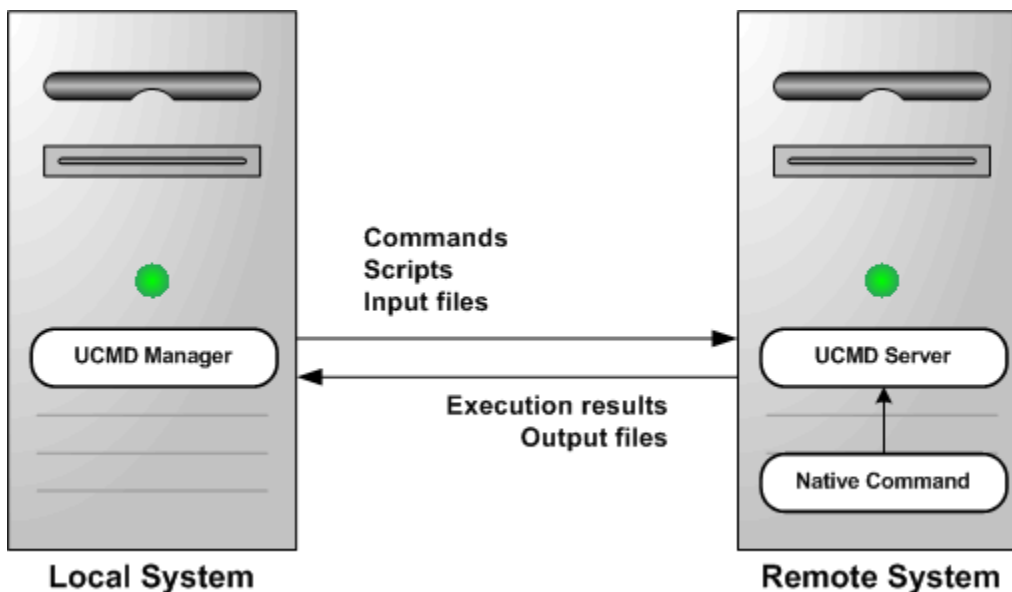 Commands
Scripts
Input files
UCMD Manager
UCMD Server
Execution results
Output files
Native Command
Local System
Remote System